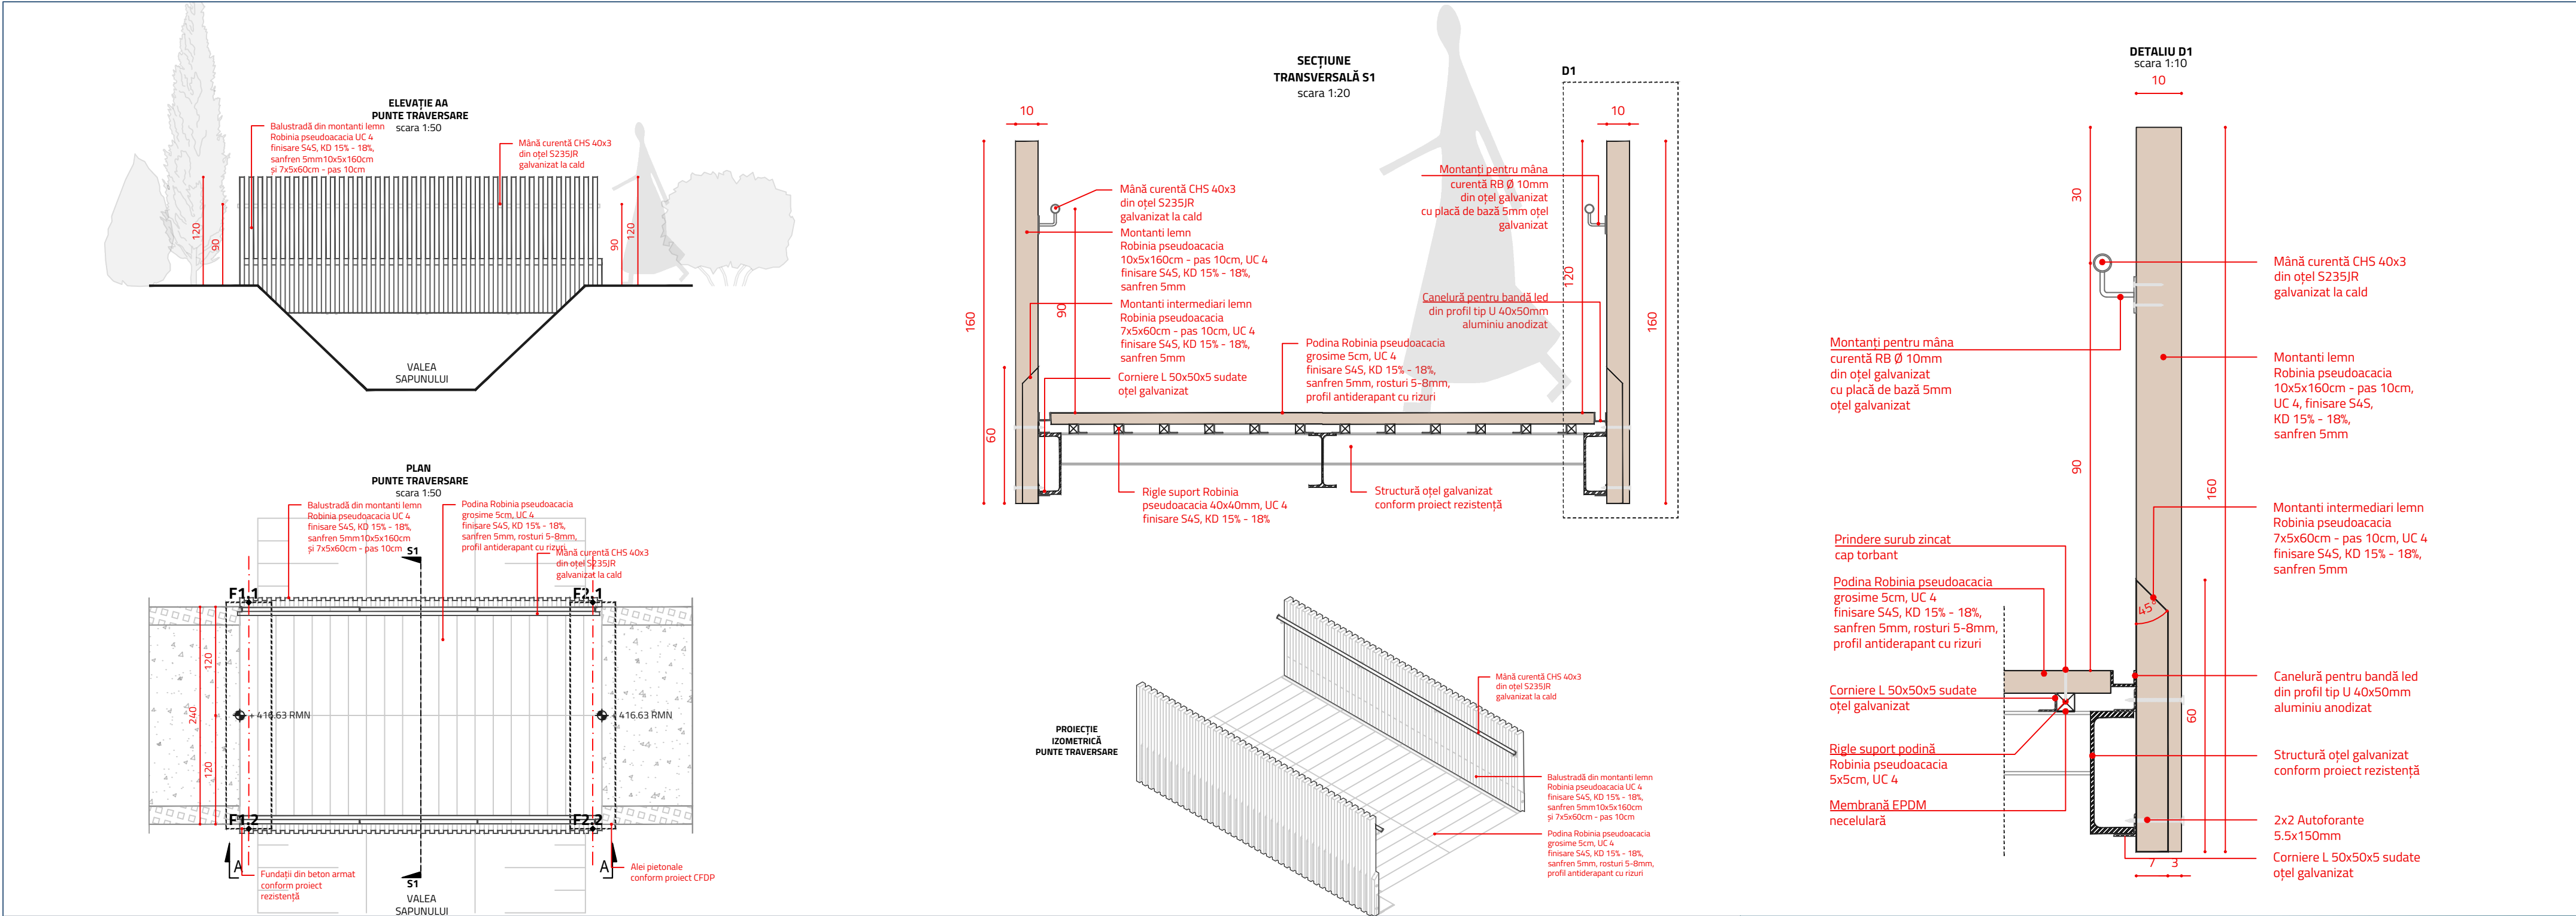 ELEVAȚIE AA
PUNTE TRAVERSARE
scara 1:50
Balustradă din montanti lemn
Robinia pseudoacacia UC 4
finisare S4S, KD 15% - 18%,
sanfren 5mm10x5x160cm
și 7x5x60cm - pas 10cm
Mână curentă CHS 40x3
din oțel S235JR
galvanizat la cald
120
90
90
120
VALEA
SAPUNULUI
PLAN
PUNTE TRAVERSARE
scara 1:50
Balustradă din montanti lemn
Robinia pseudoacacia UC 4
finisare S4S, KD 15% - 18%,
sanfren 5mm10x5x160cm
și 7x5x60cm - pas 10cm
Podina Robinia pseudoacacia
grosime 5cm, UC 4
finisare S4S, KD 15% - 18%,
sanfren 5mm, rosturi 5-8mm,
profil antiderapant cu rizuri
Mână curentă CHS 40x3
din oțel S235JR
galvanizat la cald
S1
F1.1
F2.1
120
240
120
+ 416.63 RMN
+ 416.63 RMN
F1.2
F2.2
A
A
Fundații din beton armat
conform proiect
rezistență
S1
VALEA
SAPUNULUI
Alei pietonale
conform proiect CFDP
SECȚIUNE
TRANSVERSALĂ S1
scara 1:20
D1
10
10
Mână curentă CHS 40x3
din oțel S235JR
galvanizat la cald
Montanti lemn
Robinia pseudoacacia
10x5x160cm - pas 10cm, UC 4
finisare S4S, KD 15% - 18%,
sanfren 5mm
Montanti intermediari lemn
Robinia pseudoacacia
7x5x60cm - pas 10cm, UC 4
finisare S4S, KD 15% - 18%,
sanfren 5mm
Corniere L 50x50x5 sudate
oțel galvanizat
Montanți pentru mâna
curentă RB Ø 10mm
din oțel galvanizat
cu placă de bază 5mm oțel
galvanizat
Canelură pentru bandă led
din profil tip U 40x50mm
aluminiu anodizat
Podina Robinia pseudoacacia
grosime 5cm, UC 4
finisare S4S, KD 15% - 18%,
sanfren 5mm, rosturi 5-8mm,
profil antiderapant cu rizuri
160
60
90
120
160
Rigle suport Robinia
pseudoacacia 40x40mm, UC 4
finisare S4S, KD 15% - 18%
Structură oțel galvanizat
conform proiect rezistență
PROIECȚIE
IZOMETRICĂ
PUNTE TRAVERSARE
Mână curentă CHS 40x3
din oțel S235JR
galvanizat la cald
Balustradă din montanti lemn
Robinia pseudoacacia UC 4
finisare S4S, KD 15% - 18%,
sanfren 5mm10x5x160cm
și 7x5x60cm - pas 10cm
Podina Robinia pseudoacacia
grosime 5cm, UC 4
finisare S4S, KD 15% - 18%,
sanfren 5mm, rosturi 5-8mm,
profil antiderapant cu rizuri
DETALIU D1
scara 1:10
10
30
90
160
60
45°
7
3
Montanți pentru mâna
curentă RB Ø 10mm
din oțel galvanizat
cu placă de bază 5mm
oțel galvanizat
Prindere surub zincat
cap torbant
Podina Robinia pseudoacacia
grosime 5cm, UC 4
finisare S4S, KD 15% - 18%,
sanfren 5mm, rosturi 5-8mm,
profil antiderapant cu rizuri
Corniere L 50x50x5 sudate
oțel galvanizat
Rigle suport podină
Robinia pseudoacacia
5x5cm, UC 4
Membrană EPDM
necelulară
Mână curentă CHS 40x3
din oțel S235JR
galvanizat la cald
Montanti lemn
Robinia pseudoacacia
10x5x160cm - pas 10cm,
UC 4, finisare S4S,
KD 15% - 18%,
sanfren 5mm
Montanti intermediari lemn
Robinia pseudoacacia
7x5x60cm - pas 10cm, UC 4
finisare S4S, KD 15% - 18%,
sanfren 5mm
Canelură pentru bandă led
din profil tip U 40x50mm
aluminiu anodizat
Structură oțel galvanizat
conform proiect rezistență
2x2 Autoforante
5.5x150mm
Corniere L 50x50x5 sudate
oțel galvanizat